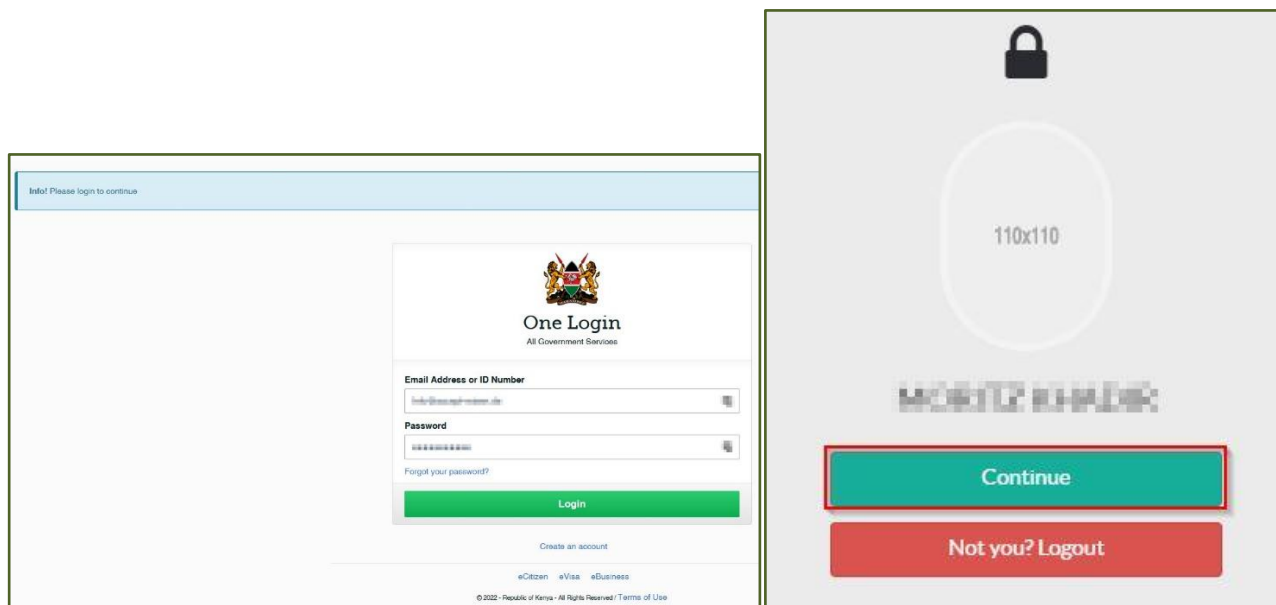 Info! Please login to continue
One Login
All Government Services
Email Address or ID Number
Password
Forgot your password?
Login
Create an account
eCitizen eVisa eBusiness
© 2022 - Republic of Kenya - All Rights Reserved / Terms of Use
110x110
Continue
Not you? Logout